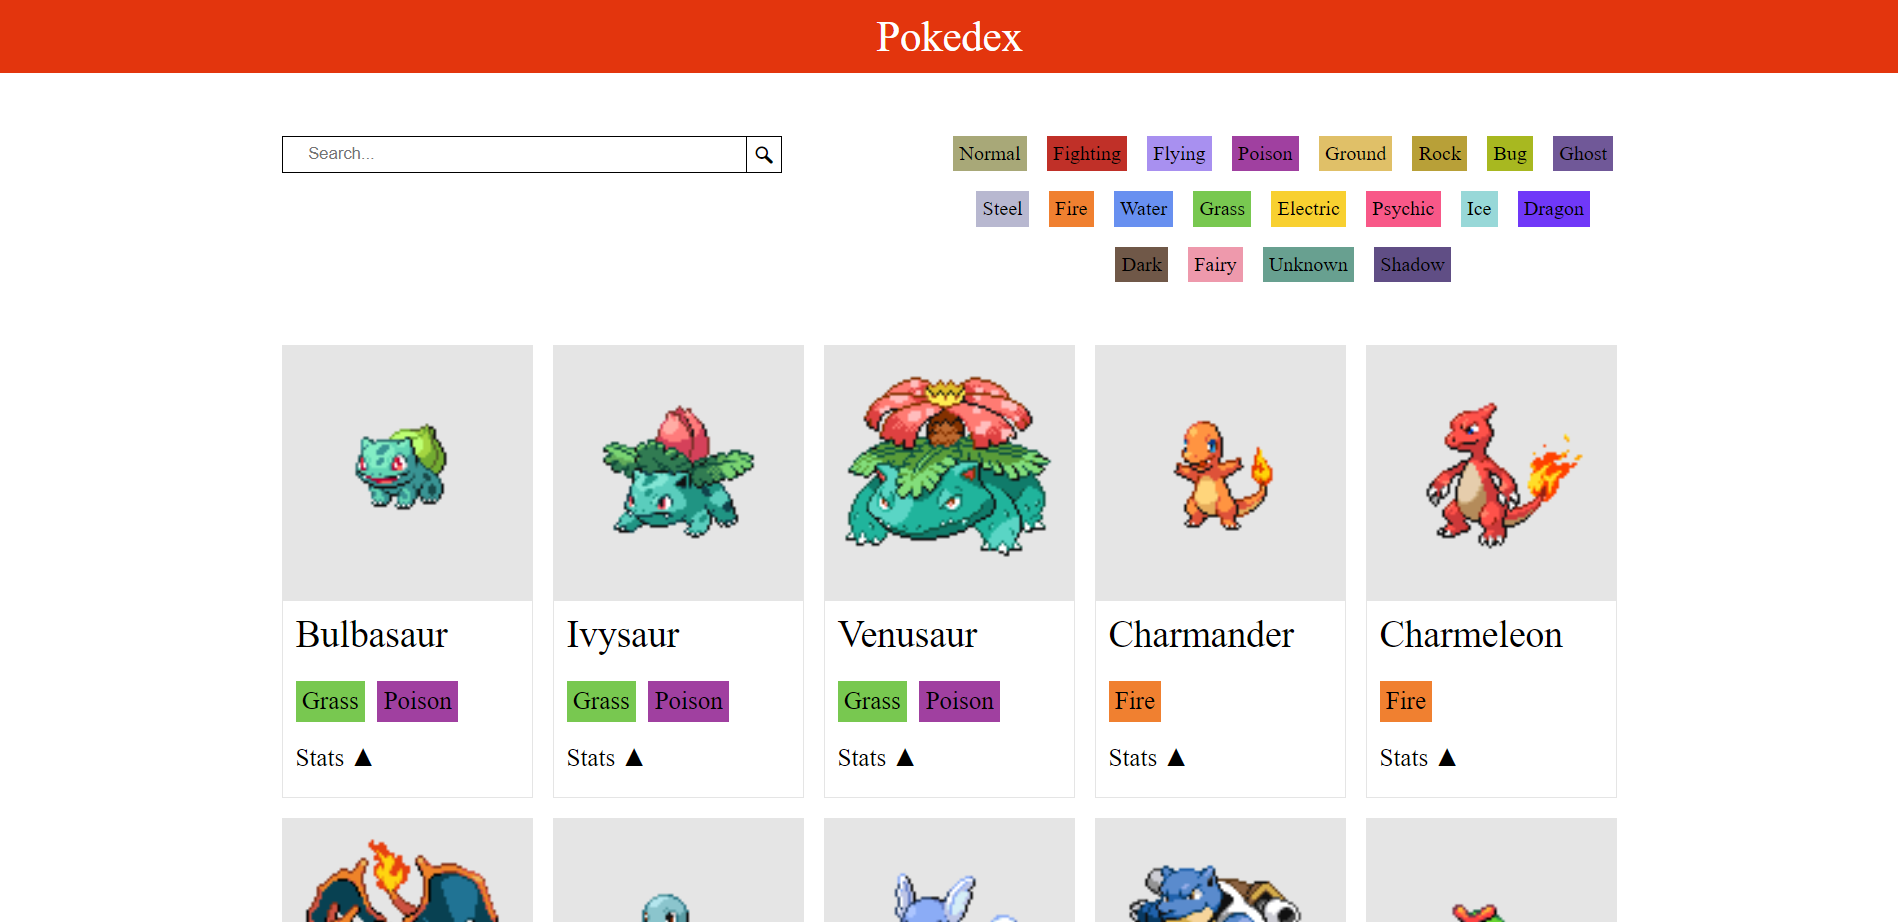 Pokedex
Search...
Normal Fighting Flying Poison Ground Rock Bug Ghost
Steel Fire Water Grass Electric Psychic Ice Dragon
Dark Fairy Unknown Shadow
Bulbasaur Ivysaur Venusaur Charmander Charmeleon
Grass Poison Grass Poison Grass Poison Fire Fire
Stats ▲ Stats ▲ Stats ▲ Stats ▲ Stats ▲